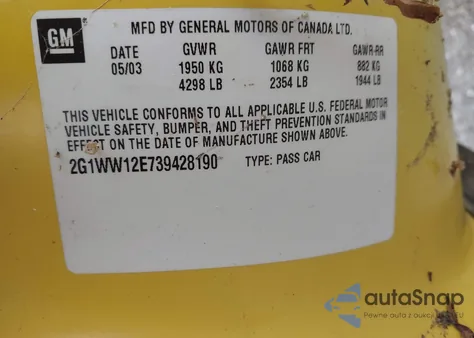 GM
MFD BY GENERAL MOTORS OF CANADA LTD.
DATE GVWR GAWR FRT GAWR RR
05/03 1950 KG 1068 KG 882 KG
4298 LB 2354 LB 1944 LB
THIS VEHICLE CONFORMS TO ALL APPLICABLE U.S. FEDERAL MOTOR
VEHICLE SAFETY, BUMPER, AND THEFT PREVENTION STANDARDS IN
EFFECT ON THE DATE OF MANUFACTURE SHOWN ABOVE.
2G1WW12E739428190 TYPE: PASS CAR
autoSnap
Pewne auta z aukcji